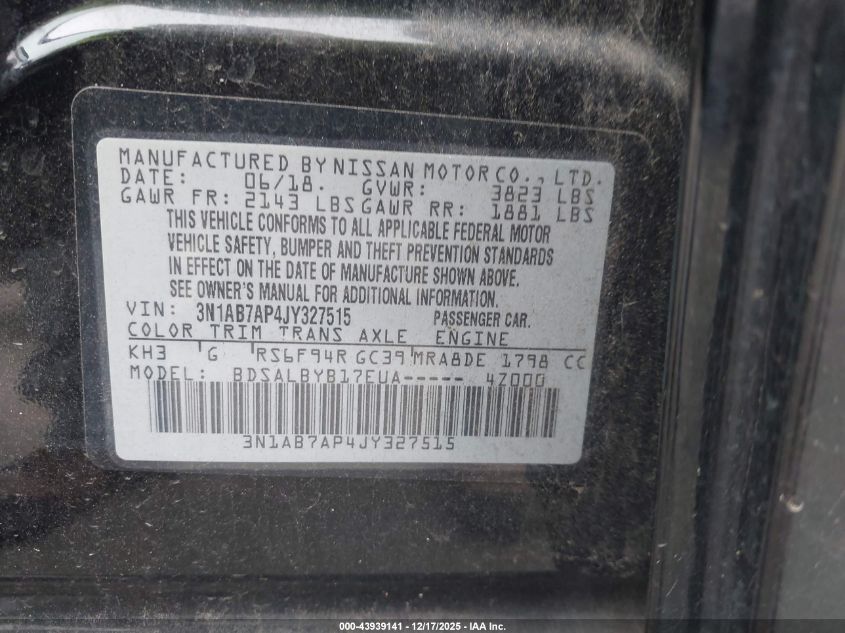 MANUFACTURED BY NISSAN MOTOR CO., LTD.
DATE: 06/18. GVWR: 3823 LBS
GAWR FR: 2143 LBS GAWR RR: 1881 LBS
THIS VEHICLE CONFORMS TO ALL APPLICABLE FEDERAL MOTOR
VEHICLE SAFETY, BUMPER AND THEFT PREVENTION STANDARDS
IN EFFECT ON THE DATE OF MANUFACTURE SHOWN ABOVE.
SEE OWNER'S MANUAL FOR ADDITIONAL INFORMATION.
VIN: 3N1AB7AP4JY327515 PASSENGER CAR.
COLOR TRIM TRANS AXLE ENGINE
KH3 G RS6F94R GC39 MRA8DE 1798 CC
MODEL: BDSALBYB17EUA----- 4Z000
3N1AB7AP4JY327515
000-43939141 — 12/17/2025 — IAA Inc.